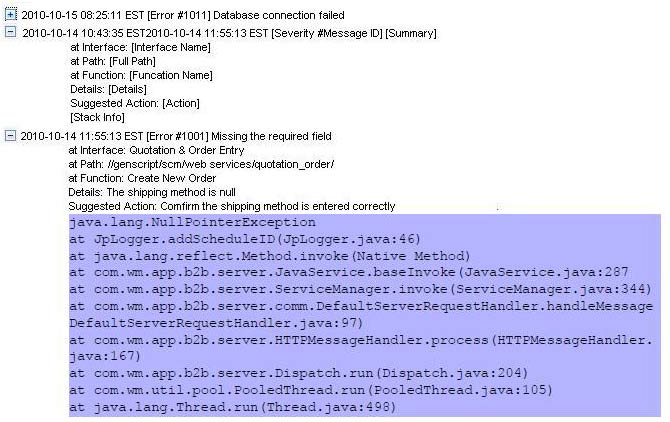 2010-10-15 08:25:11 EST [Error #1011] Database connection failed
2010-10-14 10:43:35 EST2010-10-14 11:55:13 EST [Severity #Message ID] [Summary]
at Interface: [Interface Name]
at Path: [Full Path]
at Function: [Funcation Name]
Details: [Details]
Suggested Action: [Action]
[Stack Info]
2010-10-14 11:55:13 EST [Error #1001] Missing the required field
at Interface: Quotation & Order Entry
at Path: //genscript/scm/web services/quotation_order/
at Function: Create New Order
Details: The shipping method is null
Suggested Action: Comfirm the shipping method is entered correctly
java.lang.NullPointerException
at JpLogger.addScheduleID(JpLogger.java:46)
at java.lang.reflect.Method.invoke(Native Method)
at com.wm.app.b2b.server.JavaService.baseInvoke(JavaService.java:287
at com.wm.app.b2b.server.ServiceManager.invoke(ServiceManager.java:344)
at com.wm.app.b2b.server.comm.DefaultServerRequestHandler.handleMessage
DefaultServerRequestHandler.java:97)
at com.wm.app.b2b.server.HTTPMessageHandler.process(HTTPMessageHandler.
java:167)
at com.wm.app.b2b.server.Dispatch.run(Dispatch.java:204)
at com.wm.util.pool.PooledThread.run(PooledThread.java:105)
at java.lang.Thread.run(Thread.java:498)